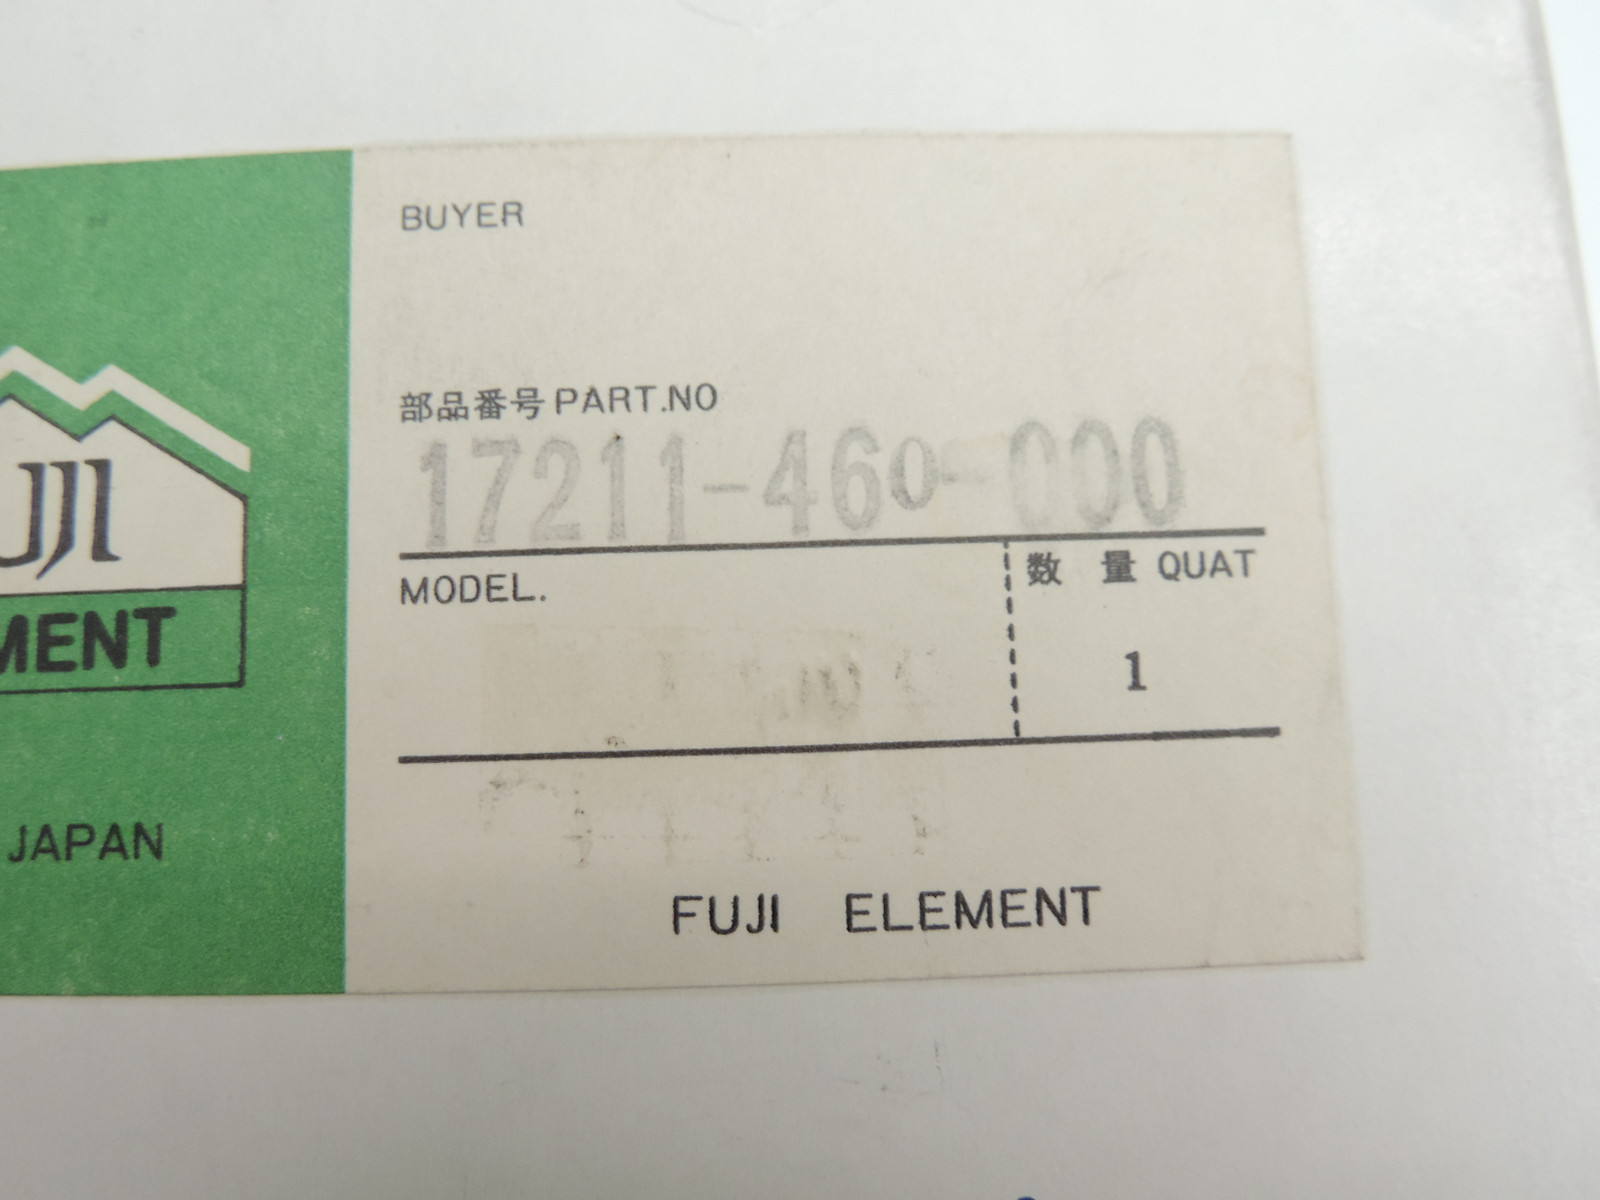 BUYER
部品番号 PART.NO
17211-460-000
MODEL.
数 量 QUAT
1
FUJI ELEMENT
UJI
MENT
JAPAN